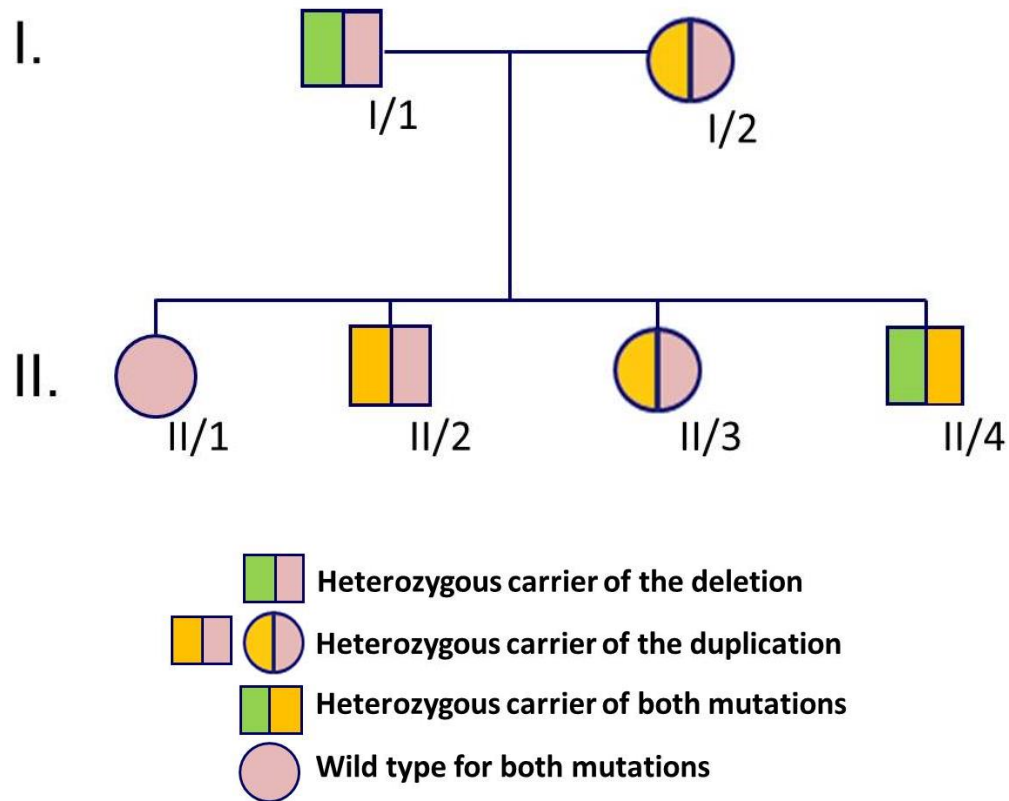 I.
I/1
I/2
II.
II/1
II/2
II/3
II/4
Heterozygous carrier of the deletion
Heterozygous carrier of the duplication
Heterozygous carrier of both mutations
Wild type for both mutations